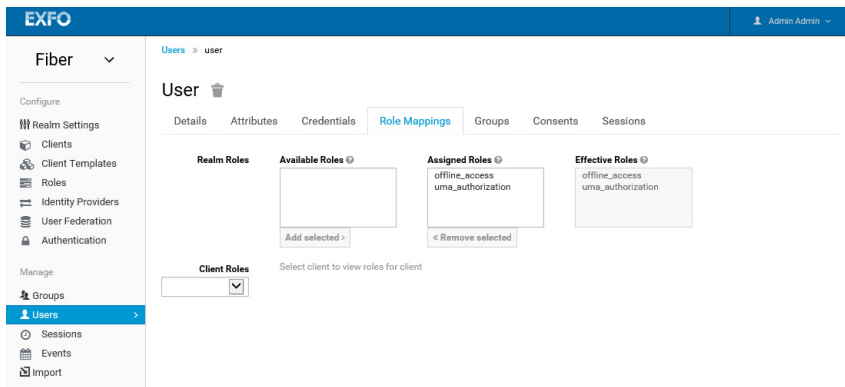 EXFO
Admin Admin
Fiber
Users » user
User
Configure
Details Attributes Credentials Role Mappings Groups Consents Sessions
Realm Settings
Clients
Client Templates
Roles
Identity Providers
User Federation
Authentication
Realm Roles
Available Roles
Assigned Roles
Effective Roles
offline_access
uma_authorization
offline_access
uma_authorization
Add selected >
« Remove selected
Manage
Client Roles
Select client to view roles for client
Groups
Users
Sessions
Events
Import